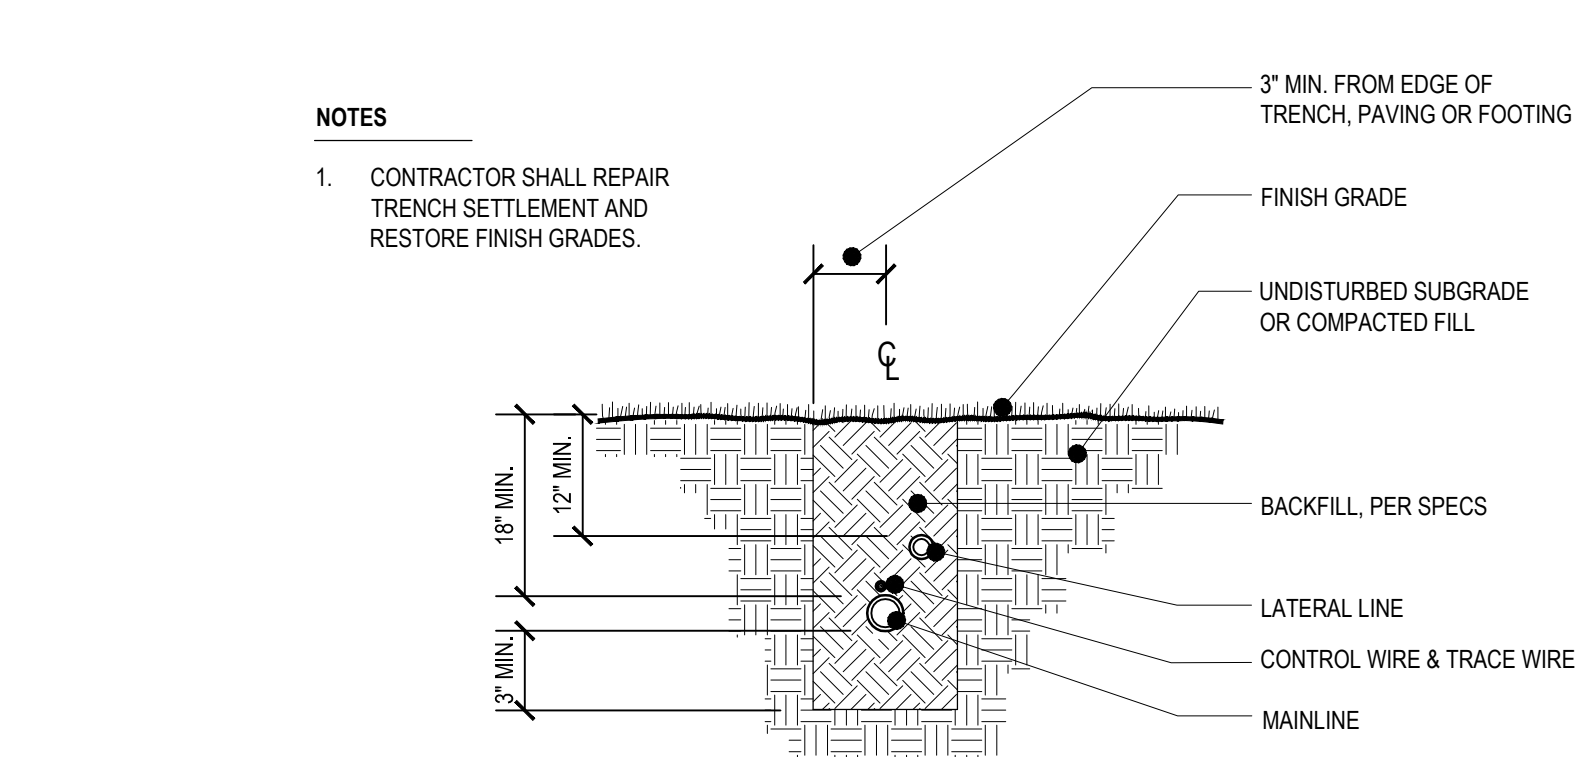 NOTES
1. CONTRACTOR SHALL REPAIR
TRENCH SETTLEMENT AND
RESTORE FINISH GRADES.
3" MIN. FROM EDGE OF
TRENCH, PAVING OR FOOTING
FINISH GRADE
UNDISTURBED SUBGRADE
OR COMPACTED FILL
℄
18" MIN.
12" MIN.
3" MIN.
BACKFILL, PER SPECS
LATERAL LINE
CONTROL WIRE & TRACE WIRE
MAINLINE